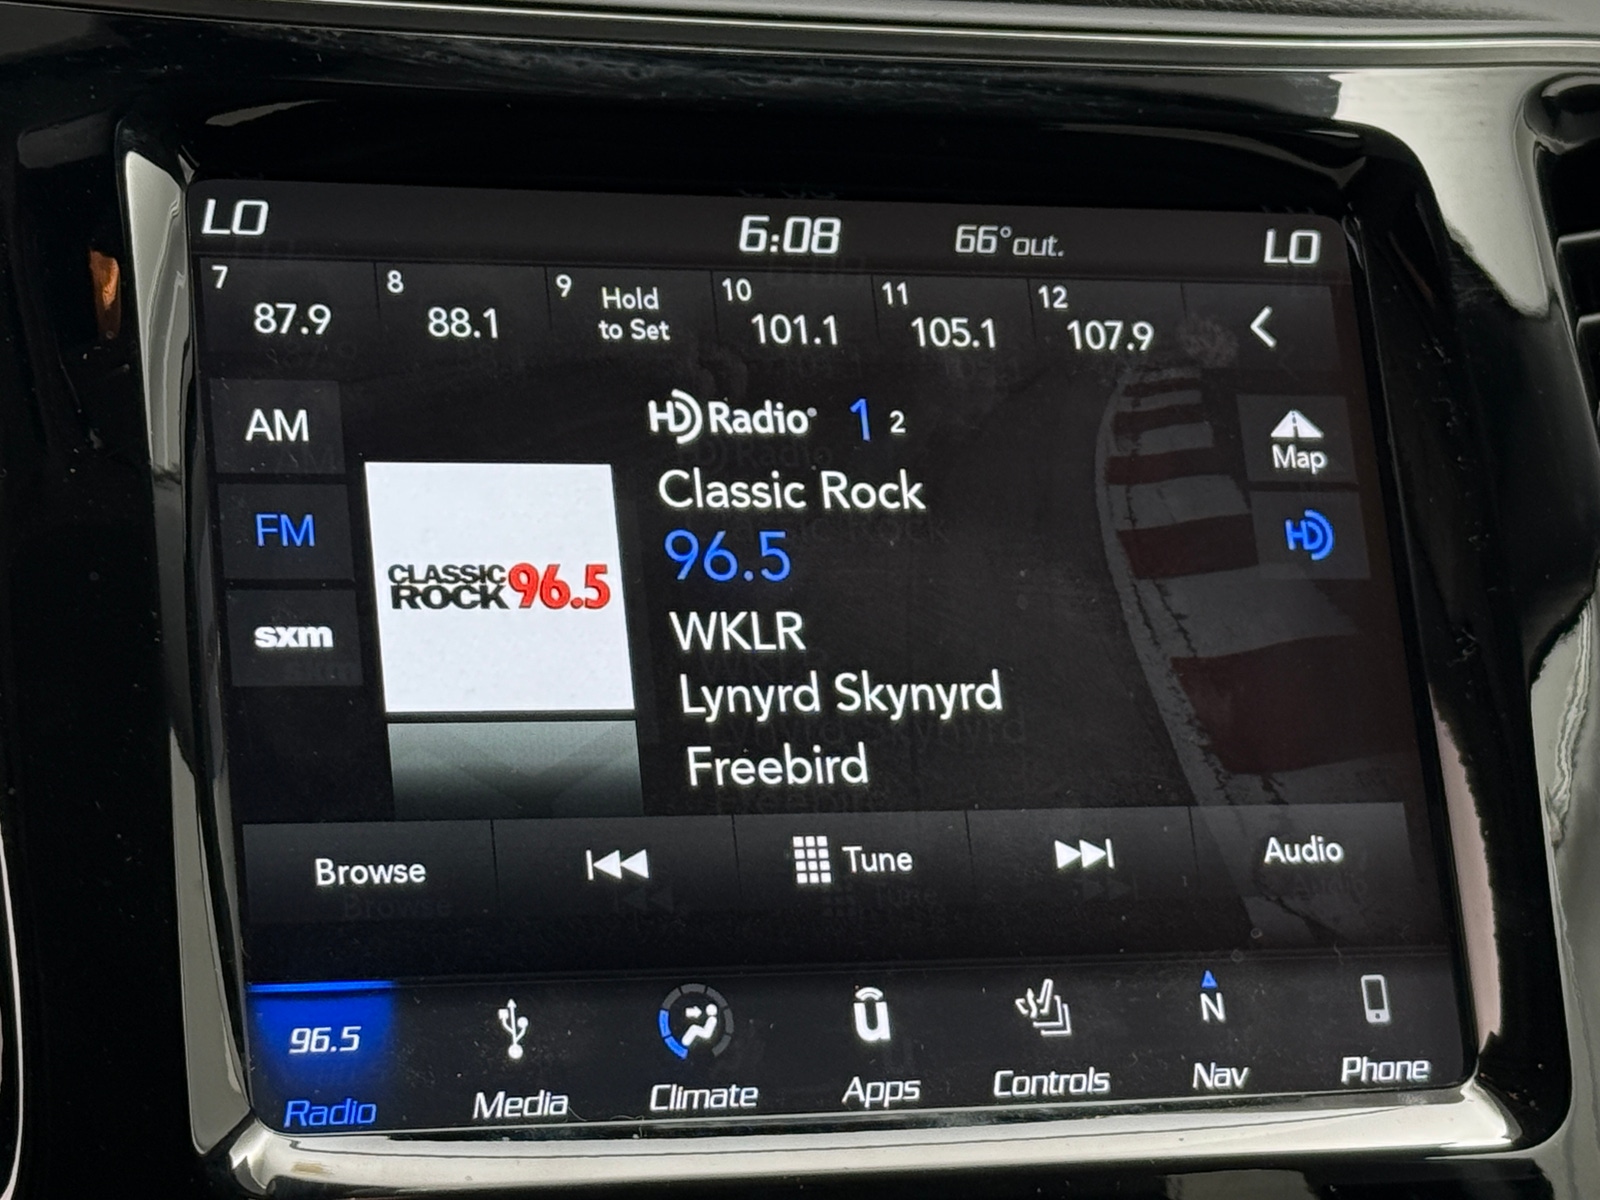 LO 6:08 66°out. LO
7 87.9 8 88.1 9 Hold to Set 10 101.1 11 105.1 12 107.9
AM
FM
sxm
CLASSIC
ROCK 96.5
HD Radio® 1 2
Classic Rock
96.5
WKLR
Lynyrd Skynyrd
Freebird
Map
HD
Browse Tune Audio
96.5 u N
Radio Media Climate Apps Controls Nav Phone